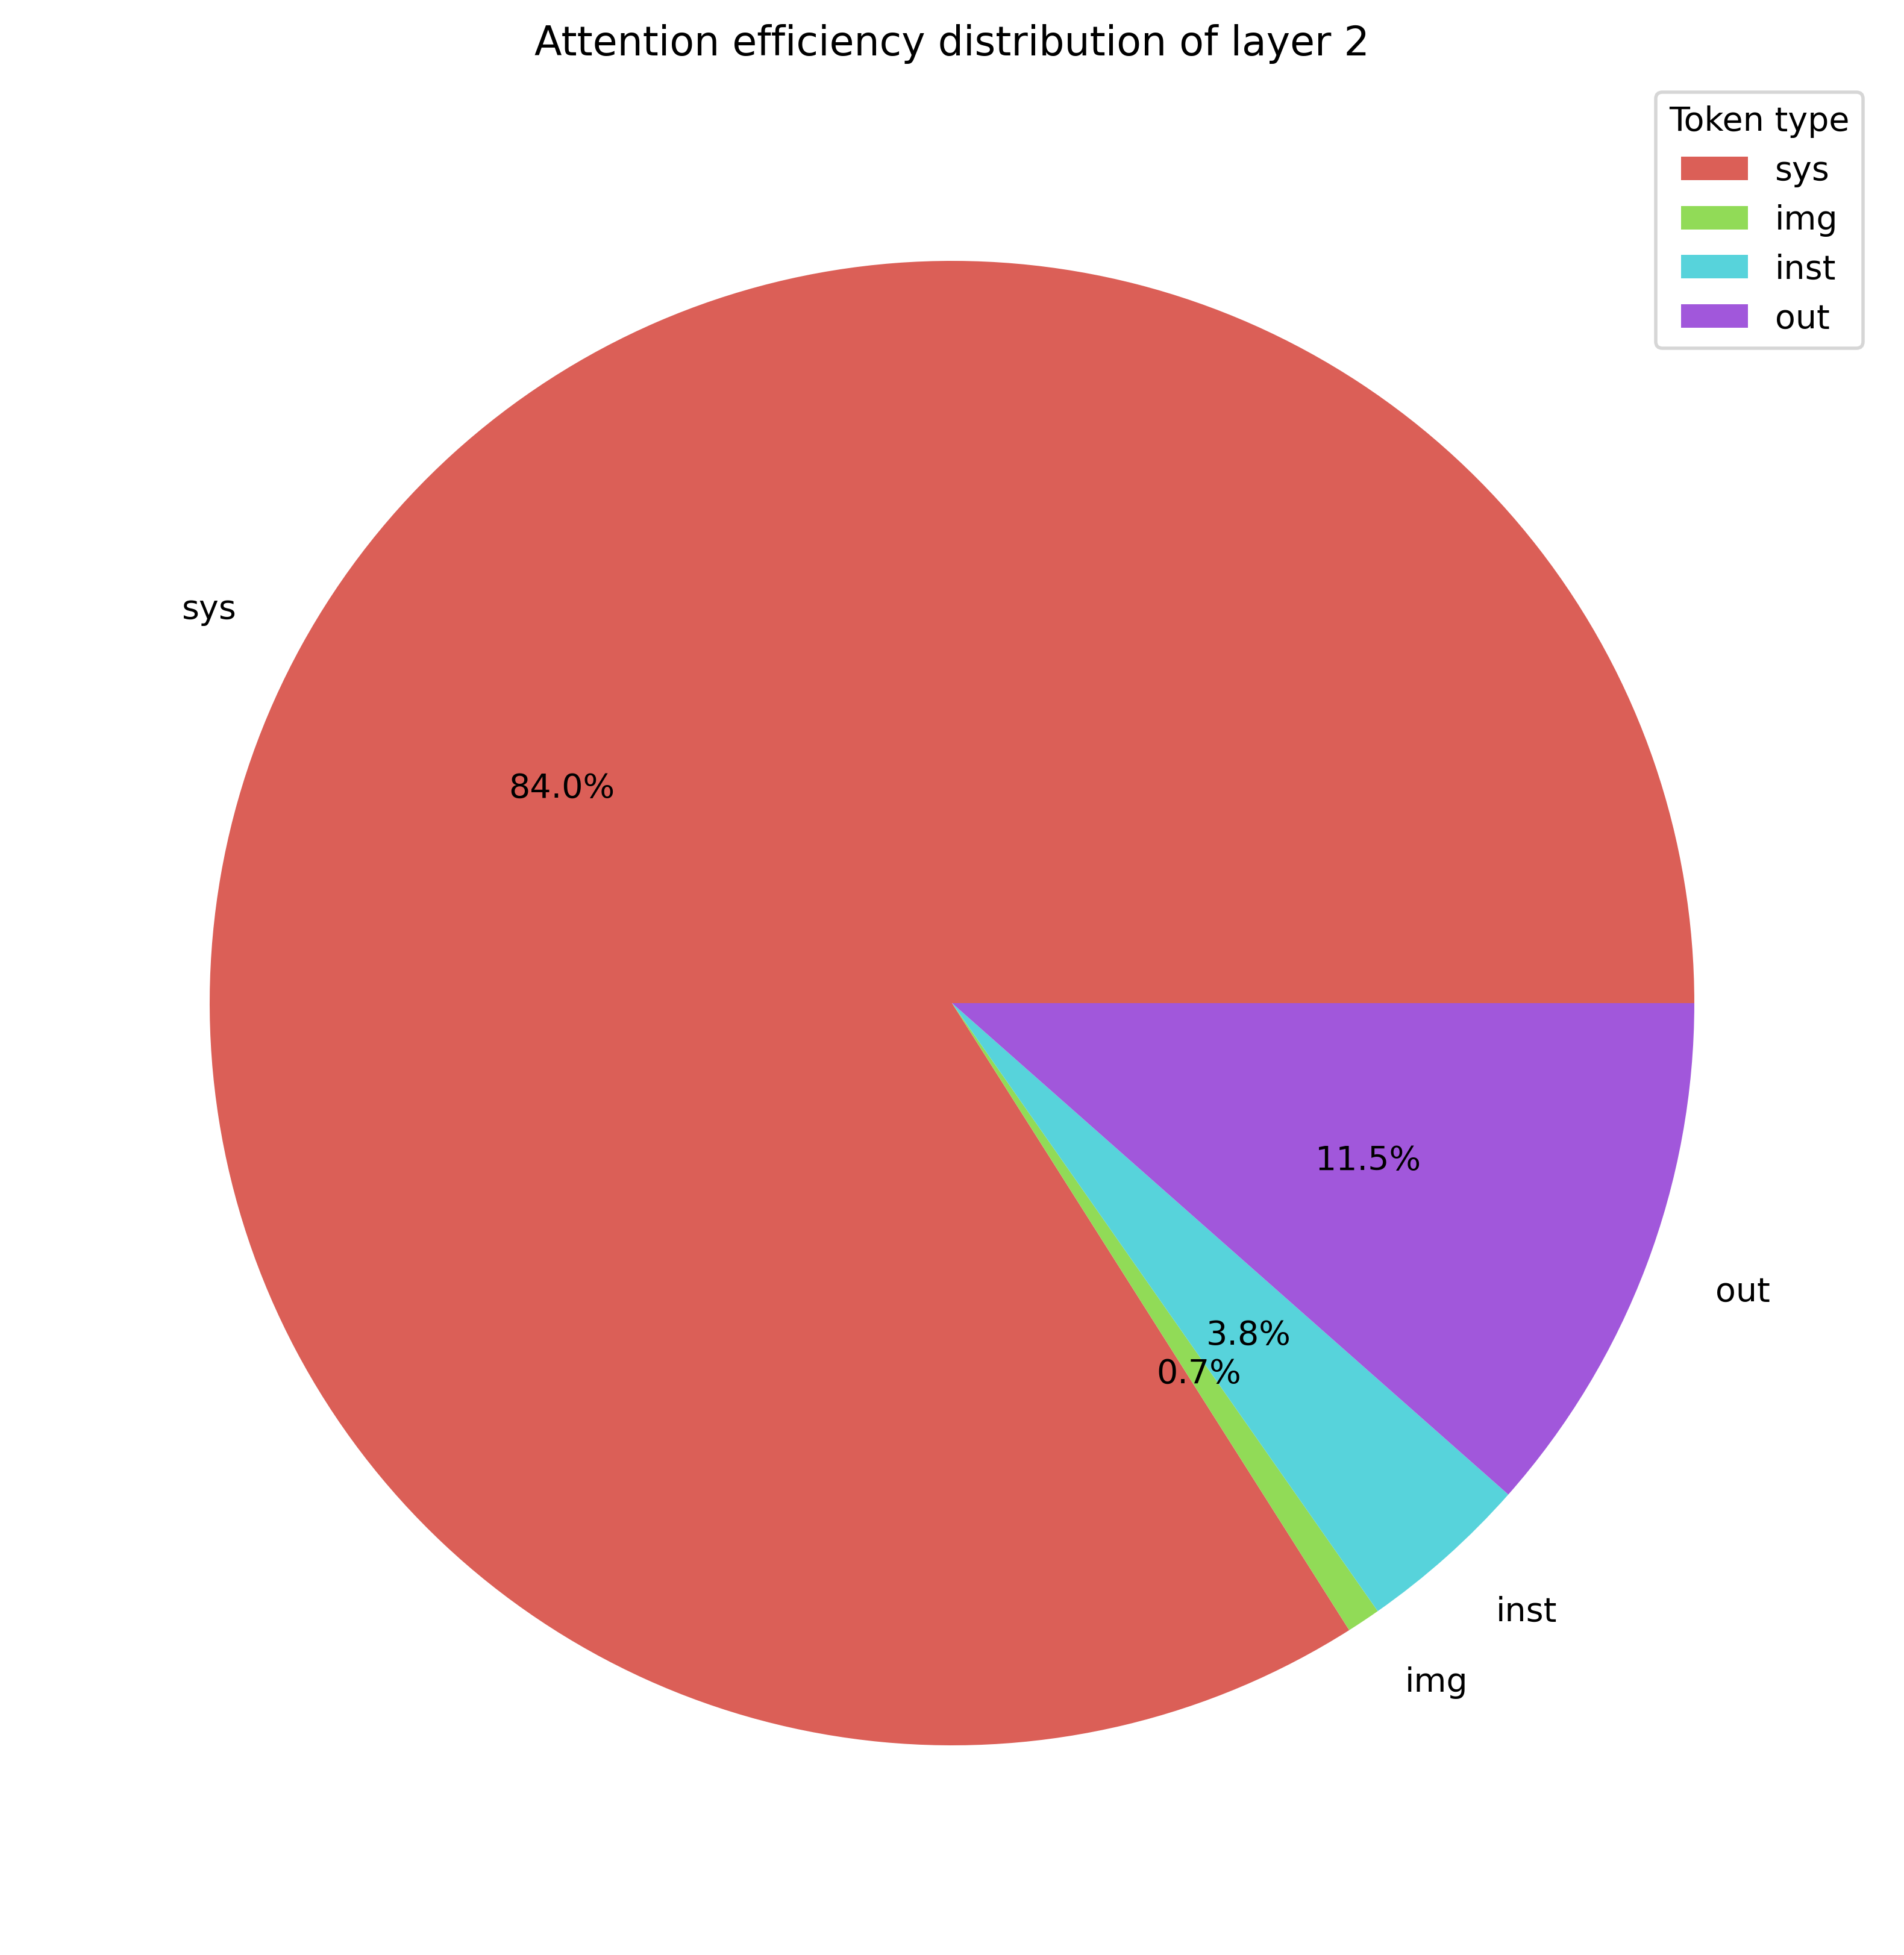 Attention efficiency distribution of layer 2
Token type
sys
img
inst
out
sys
84.0%
11.5%
out
3.8%
0.7%
inst
img